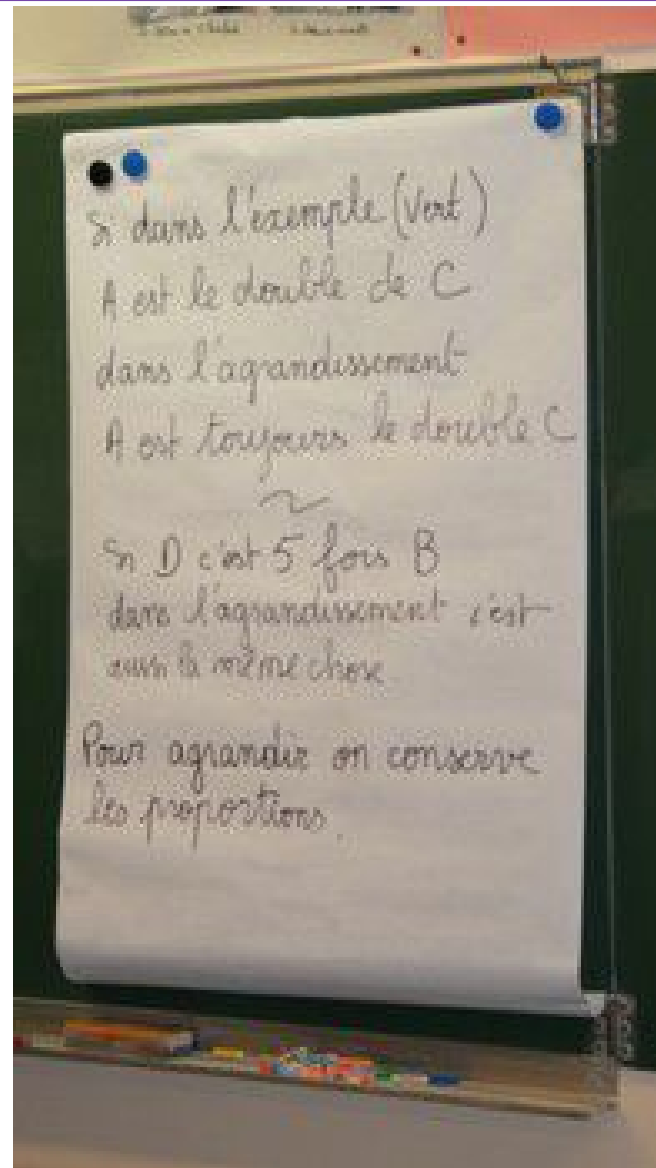 Si dans l'exemple (Vert)
A est le double de C
dans l'agrandissement
A est toujours le double C
Si D c'est 5 fois B
dans l'agrandissement c'est
aussi la même chose
Pour agrandir on conserve
les proportions.